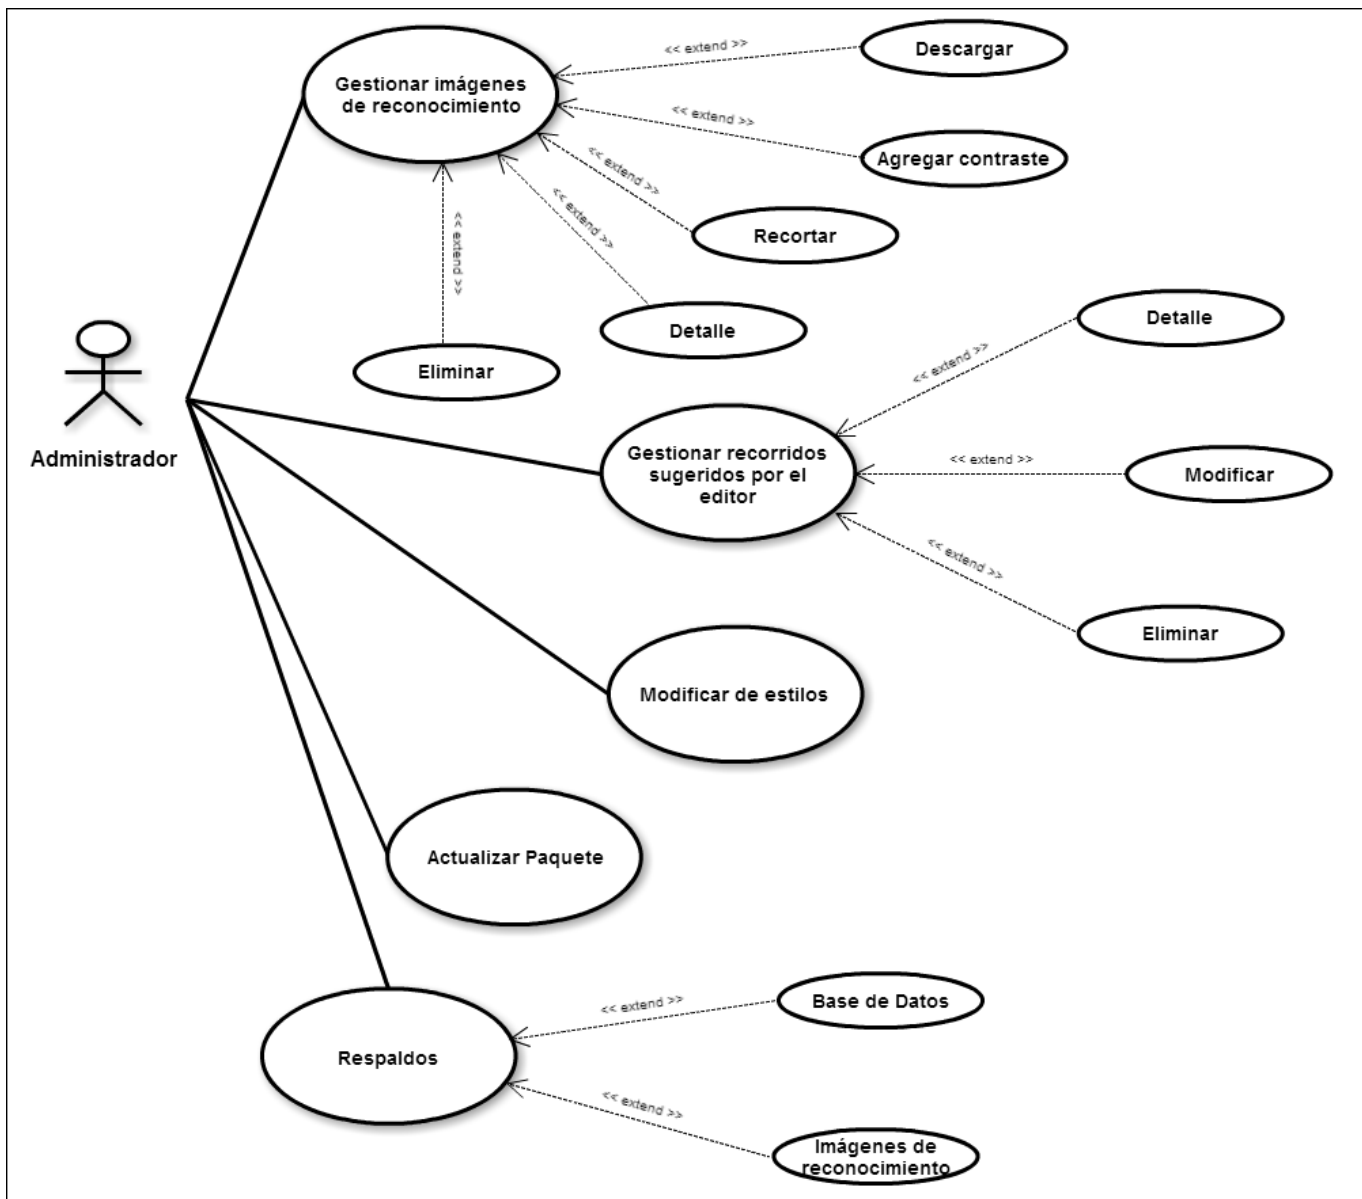 << extend >>
Descargar
Gestionar imágenes
de reconocimiento
<< extend >>
Agregar contraste
<< extend >>
Recortar
<< extend >>
<< extend >>
Detalle
Eliminar
Detalle
<< extend >>
Administrador
Gestionar recorridos
sugeridos por el
editor
<< extend >>
Modificar
<< extend >>
Eliminar
Modificar de estilos
Actualizar Paquete
Respaldos
<< extend >>
Base de Datos
<< extend >>
Imágenes de
reconocimiento